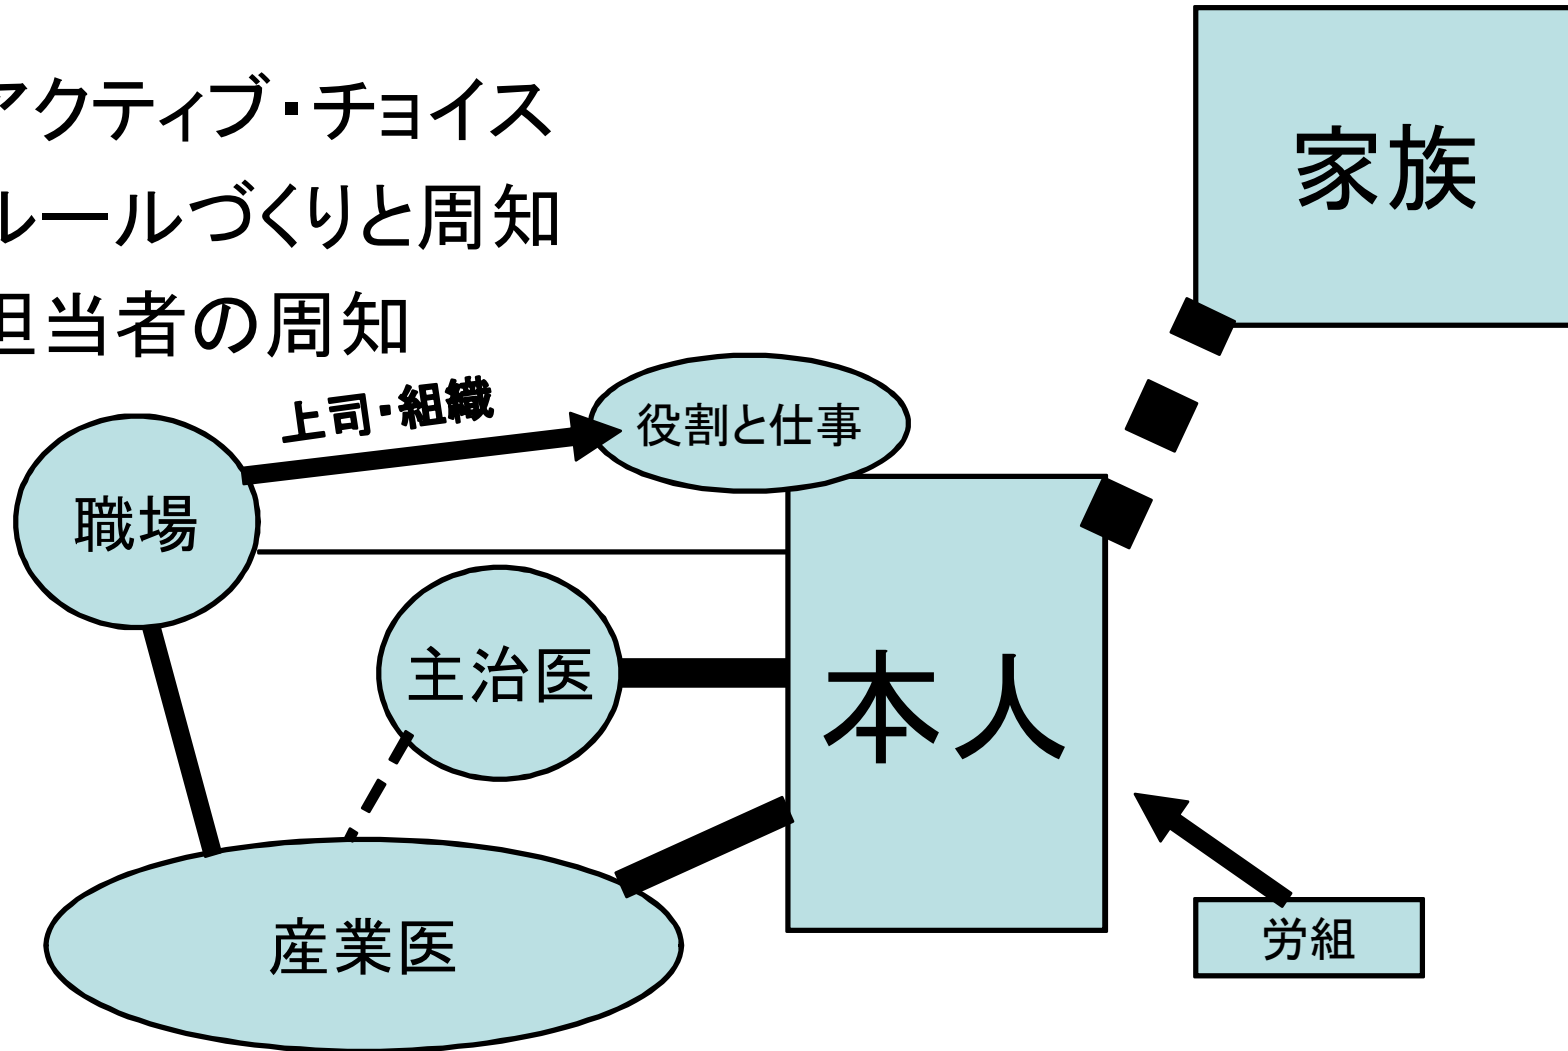 アクティブ・チョイス
ルールづくりと周知
担当者の周知
家族
上司・組織
役割と仕事
職場
主治医
本人
産業医
労組